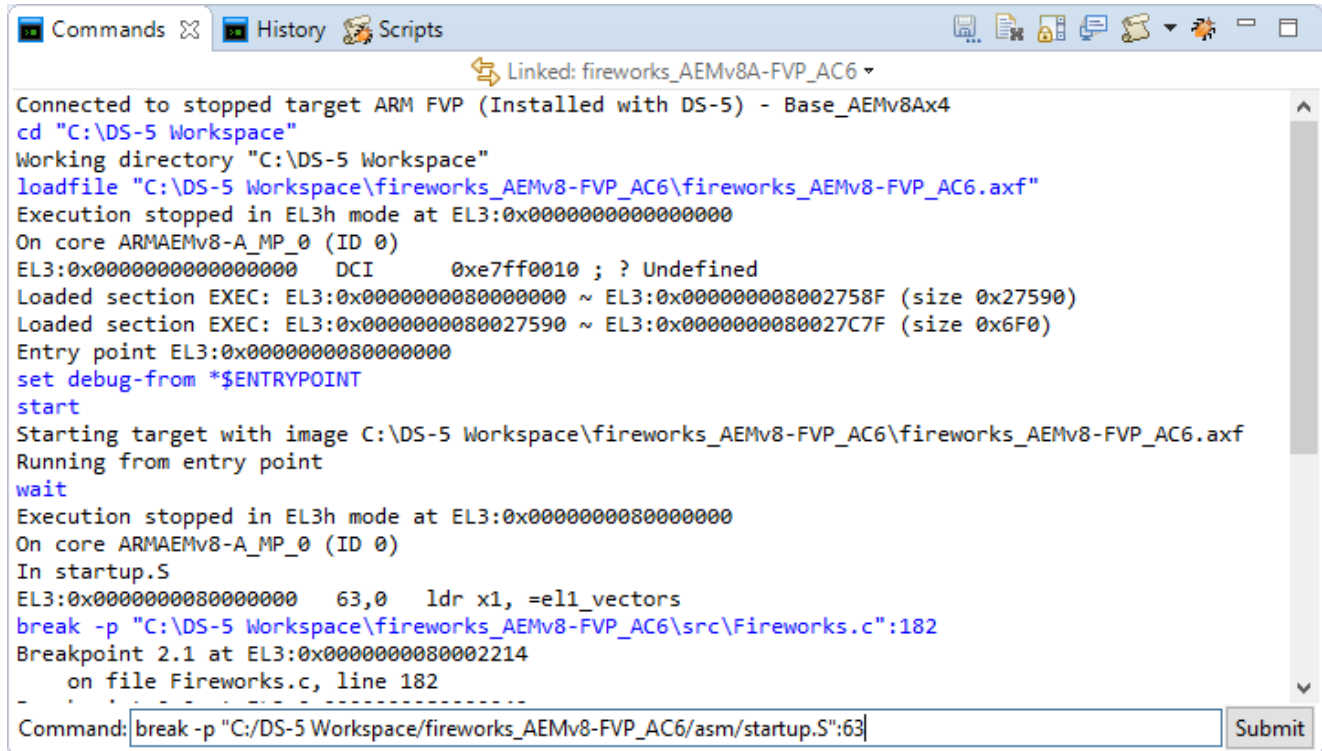 Commands History Scripts
Linked: fireworks_AEMv8A-FVP_AC6
Connected to stopped target ARM FVP (Installed with DS-5) - Base_AEMv8Ax4
cd "C:\DS-5 Workspace"
Working directory "C:\DS-5 Workspace"
loadfile "C:\DS-5 Workspace\fireworks_AEMv8-FVP_AC6\fireworks_AEMv8-FVP_AC6.axf"
Execution stopped in EL3h mode at EL3:0x0000000000000000
On core ARMAEMv8-A_MP_0 (ID 0)
EL3:0x0000000000000000   DCI      0xe7ff0010 ; ? Undefined
Loaded section EXEC: EL3:0x0000000080000000 ~ EL3:0x000000008002758F (size 0x27590)
Loaded section EXEC: EL3:0x0000000080027590 ~ EL3:0x0000000080027C7F (size 0x6F0)
Entry point EL3:0x0000000080000000
set debug-from *$ENTRYPOINT
start
Starting target with image C:\DS-5 Workspace\fireworks_AEMv8-FVP_AC6\fireworks_AEMv8-FVP_AC6.axf
Running from entry point
wait
Execution stopped in EL3h mode at EL3:0x0000000080000000
On core ARMAEMv8-A_MP_0 (ID 0)
In startup.S
EL3:0x0000000080000000   63,0   ldr x1, =el1_vectors
break -p "C:\DS-5 Workspace\fireworks_AEMv8-FVP_AC6\src\Fireworks.c":182
Breakpoint 2.1 at EL3:0x0000000080002214
    on file Fireworks.c, line 182
Command: break -p "C:/DS-5 Workspace/fireworks_AEMv8-FVP_AC6/asm/startup.S":63 Submit